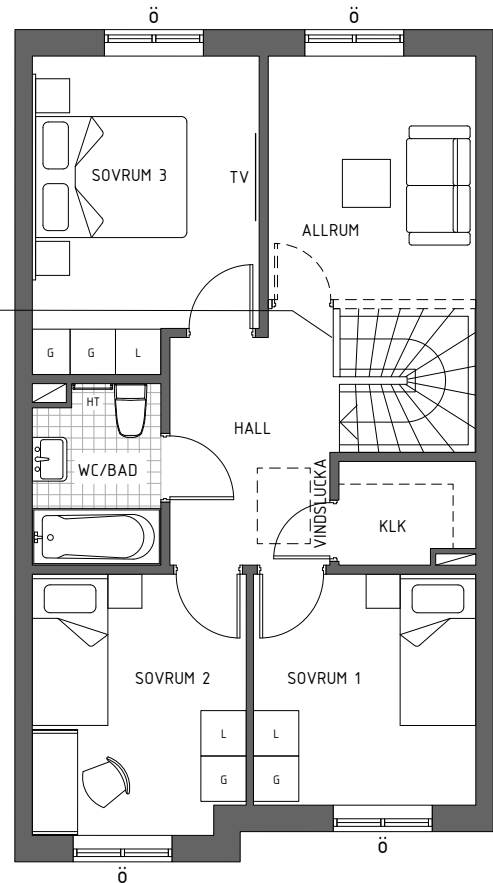 Ö Ö
SOVRUM 3
TV
ALLRUM
G G L
HT
WC/BAD
HALL
VINDSLUCKA
KLK
SOVRUM 2
SOVRUM 1
L L
G G
Ö
Ö